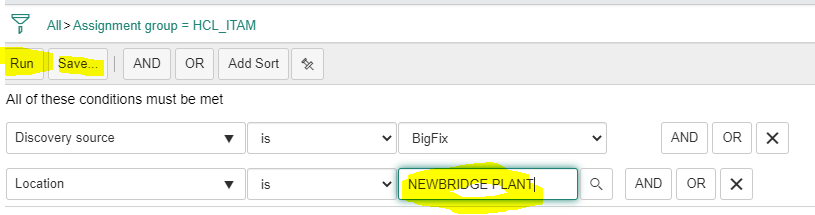 All > Assignment group = HCL_ITAM
Run Save... AND OR Add Sort
All of these conditions must be met
Discovery source is BigFix AND OR
Location is NEWBRIDGE PLANT AND OR